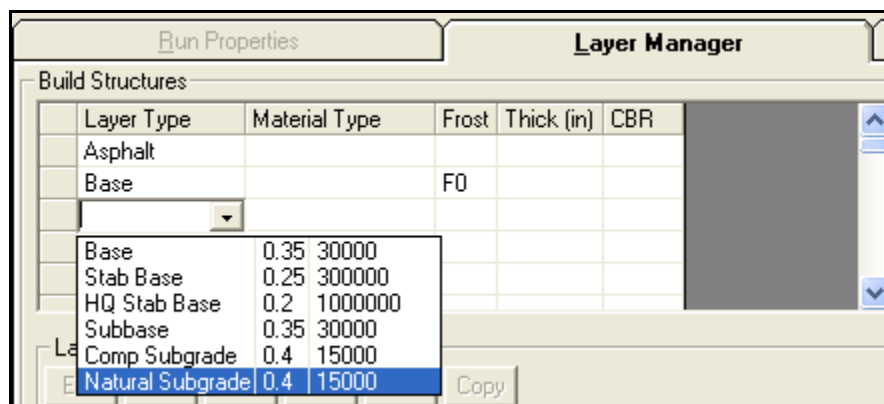 Run Properties Layer Manager
Build Structures
Layer Type Material Type Frost Thick (in) CBR
Asphalt
Base F0
Base 0.35 30000
Stab Base 0.25 300000
HQ Stab Base 0.2 1000000
Subbase 0.35 30000
Comp Subgrade 0.4 15000
Natural Subgrade 0.4 15000
Copy